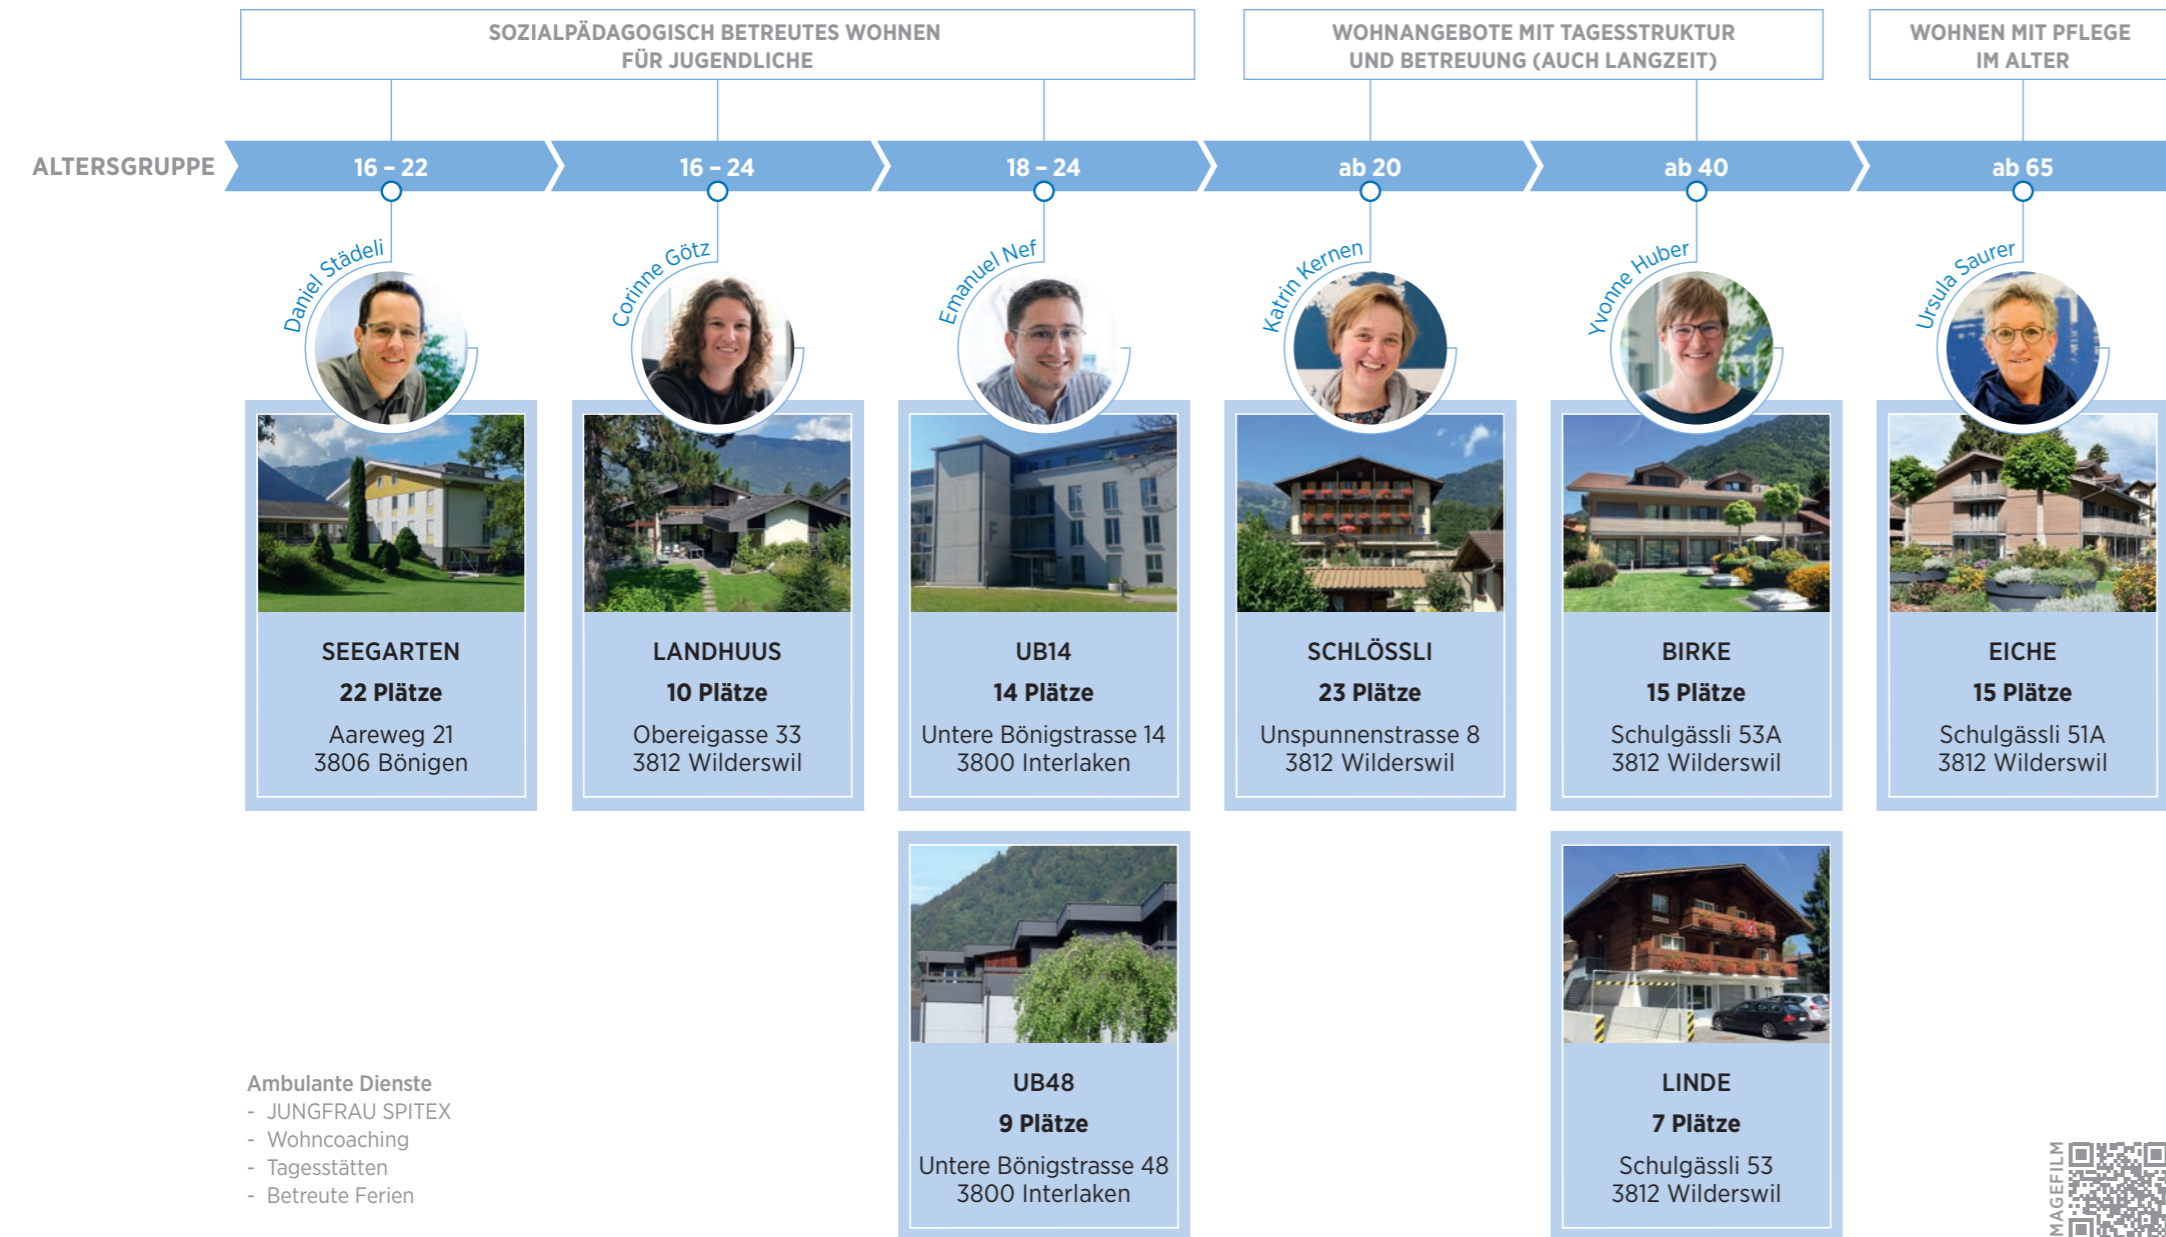 SOZIALPÄDAGOGISCH BETREUTES WOHNEN
FÜR JUGENDLICHE
WOHNANGEBOTE MIT TAGESSTRUKTUR
UND BETREUUNG (AUCH LANGZEIT)
WOHNEN MIT PFLEGE
IM ALTER
ALTERSGRUPPE
16 – 22
16 – 24
18 – 24
ab 20
ab 40
ab 65
Daniel Städeli
Corinne Götz
Emanuel Nef
Katrin Kernen
Yvonne Huber
Ursula Saurer
SEEGARTEN
22 Plätze
Aareweg 21
3806 Bönigen
LANDHUUS
10 Plätze
Obereigasse 33
3812 Wilderswil
UB14
14 Plätze
Untere Bönigstrasse 14
3800 Interlaken
SCHLÖSSLI
23 Plätze
Unspunnenstrasse 8
3812 Wilderswil
BIRKE
15 Plätze
Schulgässli 53A
3812 Wilderswil
EICHE
15 Plätze
Schulgässli 51A
3812 Wilderswil
UB48
9 Plätze
Untere Bönigstrasse 48
3800 Interlaken
LINDE
7 Plätze
Schulgässli 53
3812 Wilderswil
Ambulante Dienste
- JUNGFRAU SPITEX
- Wohncoaching
- Tagesstätten
- Betreute Ferien
MAGEFILM